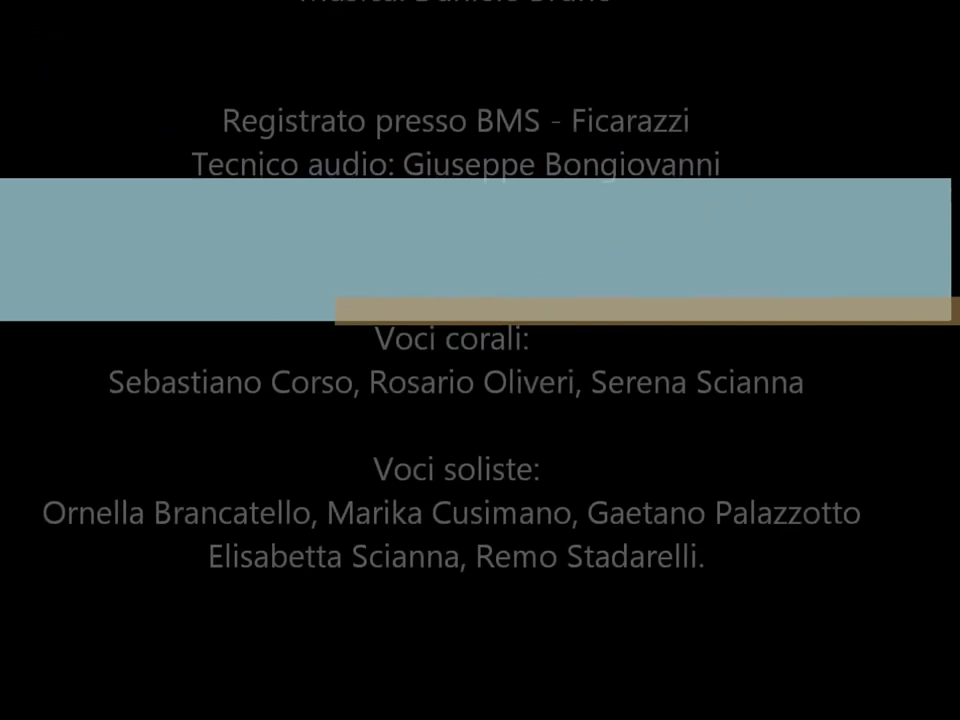 Registrato presso BMS - Ficarazzi
Tecnico audio: Giuseppe Bongiovanni
Voci corali:
Sebastiano Corso, Rosario Oliveri, Serena Scianna
Voci soliste:
Ornella Brancatello, Marika Cusimano, Gaetano Palazzotto
Elisabetta Scianna, Remo Stadarelli.